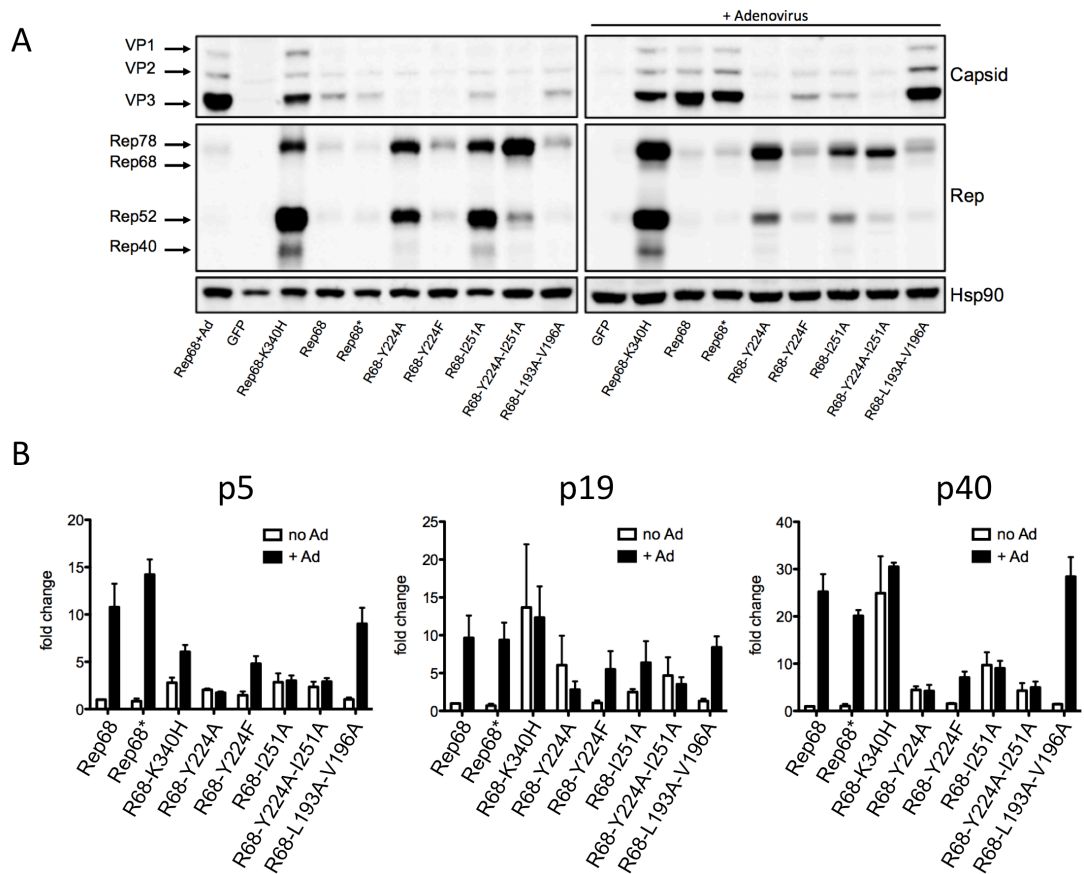 + Adenovirus
A
VP1
VP2
VP3
Capsid
Rep78
Rep68
Rep52
Rep40
Rep
Hsp90
Rep68+Ad
GFP
Rep68-K340H
Rep68
Rep68*
R68-Y224A
R68-Y224F
R68-I251A
R68-Y224A-I251A
R68-L193A-V196A
GFP
Rep68-K340H
Rep68
Rep68*
R68-Y224A
R68-Y224F
R68-I251A
R68-Y224A-I251A
R68-L193A-V196A
B
p5
fold change
20
15
10
5
0
no Ad
+ Ad
Rep68
Rep68*
R68-K340H
R68-Y224A
R68-Y224F
R68-I251A
R68-Y224A-I251A
R68-L193A-V196A
p19
fold change
25
20
15
10
5
0
no Ad
+ Ad
Rep68
Rep68*
R68-K340H
R68-Y224A
R68-Y224F
R68-I251A
R68-Y224A-I251A
R68-L193A-V196A
p40
fold change
40
30
20
10
0
no Ad
+ Ad
Rep68
Rep68*
R68-K340H
R68-Y224A
R68-Y224F
R68-I251A
R68-Y224A-I251A
R68-L193A-V196A